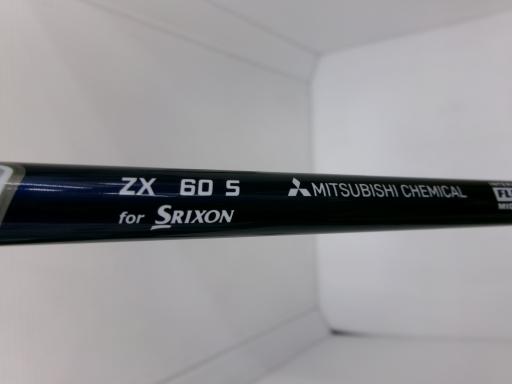 ZX 60 S
for SRIXON
MITSUBISHI CHEMICAL